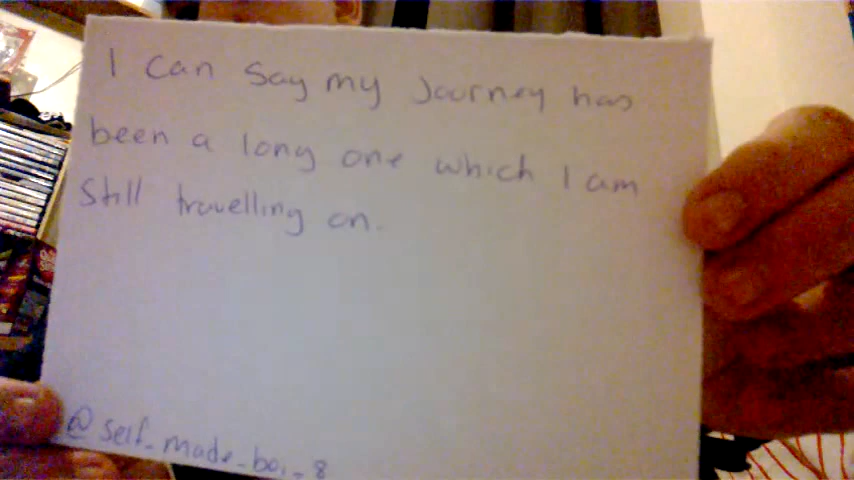 I can say my Journey has
been a long one which I am
still travelling on.
@self_made_boi_8